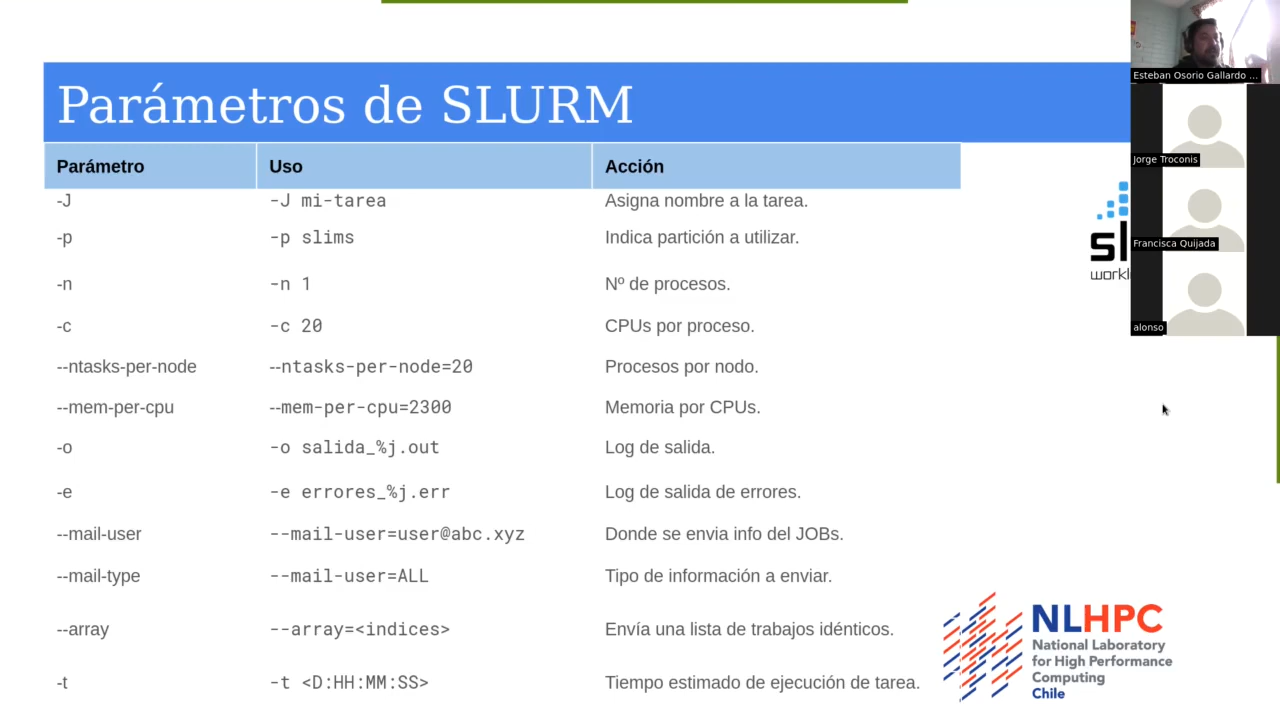 Parámetros de SLURM
Parámetro Uso Acción
-J -J mi-tarea Asigna nombre a la tarea.
-p -p slims Indica partición a utilizar.
-n -n 1 Nº de procesos.
-c -c 20 CPUs por proceso.
--ntasks-per-node --ntasks-per-node=20 Procesos por nodo.
--mem-per-cpu --mem-per-cpu=2300 Memoria por CPUs.
-o -o salida_%j.out Log de salida.
-e -e errores_%j.err Log de salida de errores.
--mail-user --mail-user=user@abc.xyz Donde se envia info del JOBs.
--mail-type --mail-user=ALL Tipo de información a enviar.
--array --array=<indices> Envía una lista de trabajos idénticos.
-t -t <D:HH:MM:SS> Tiempo estimado de ejecución de tarea.
Esteban Osorio Gallardo ...
Jorge Troconis
Francisca Quijada
alonso
NLHPC
National Laboratory
for High Performance
Computing
Chile